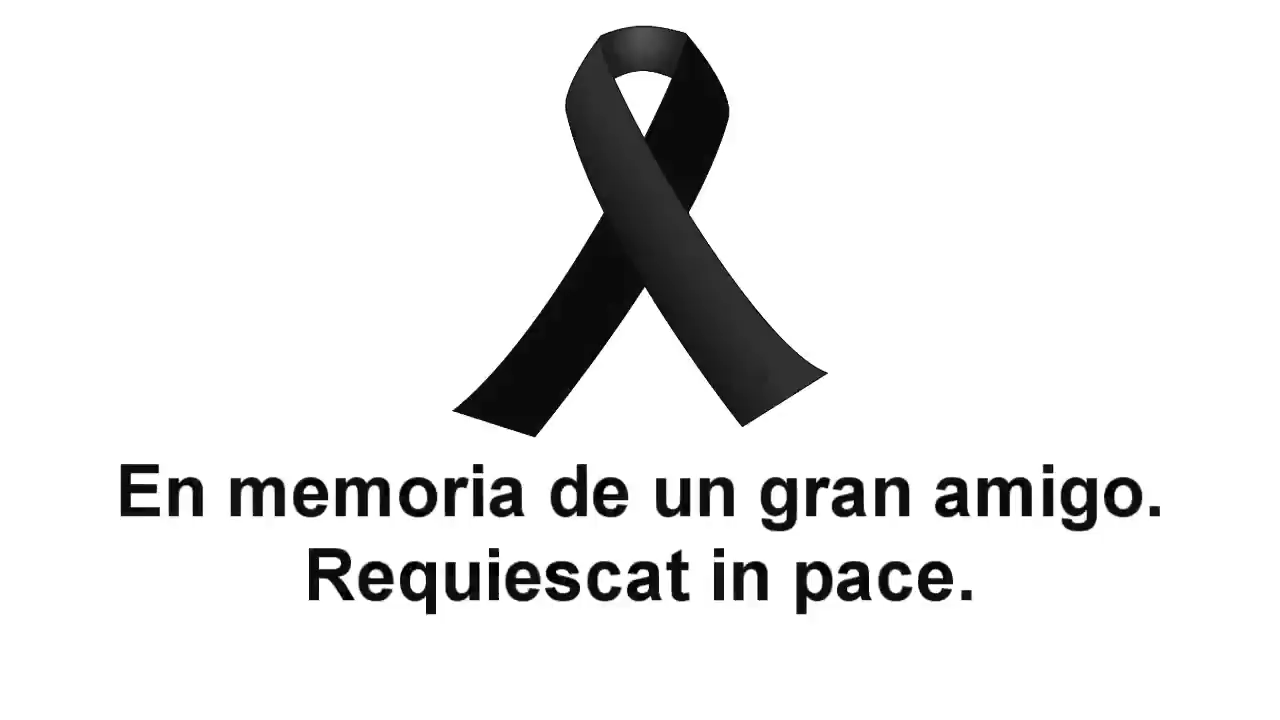 En memoria de un gran amigo.
Requiescat in pace.